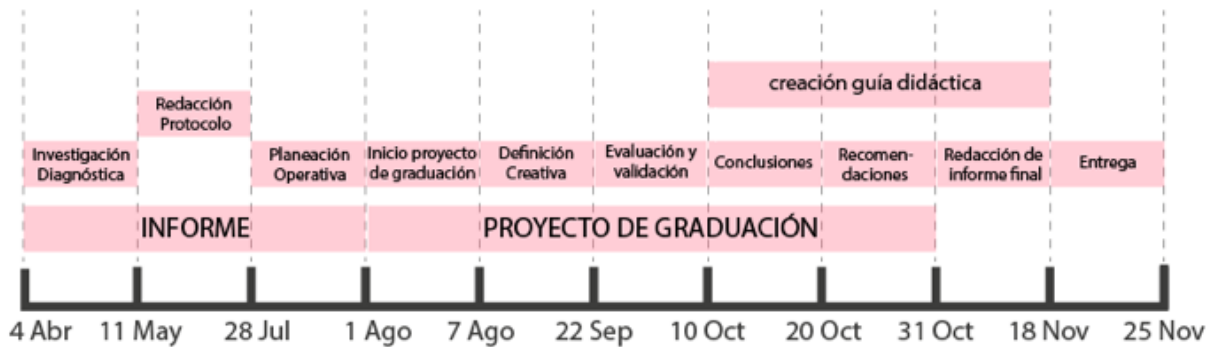 creación guía didáctica
Redacción
Protocolo
Investigación
Diagnóstica
Planeación
Operativa
Inicio proyecto
de graduación
Definición
Creativa
Evaluación y
validación
Conclusiones
Recomen-
daciones
Redacción de
informe final
Entrega
INFORME
PROYECTO DE GRADUACIÓN
4 Abr
11 May
28 Jul
1 Ago
7 Ago
22 Sep
10 Oct
20 Oct
31 Oct
18 Nov
25 Nov